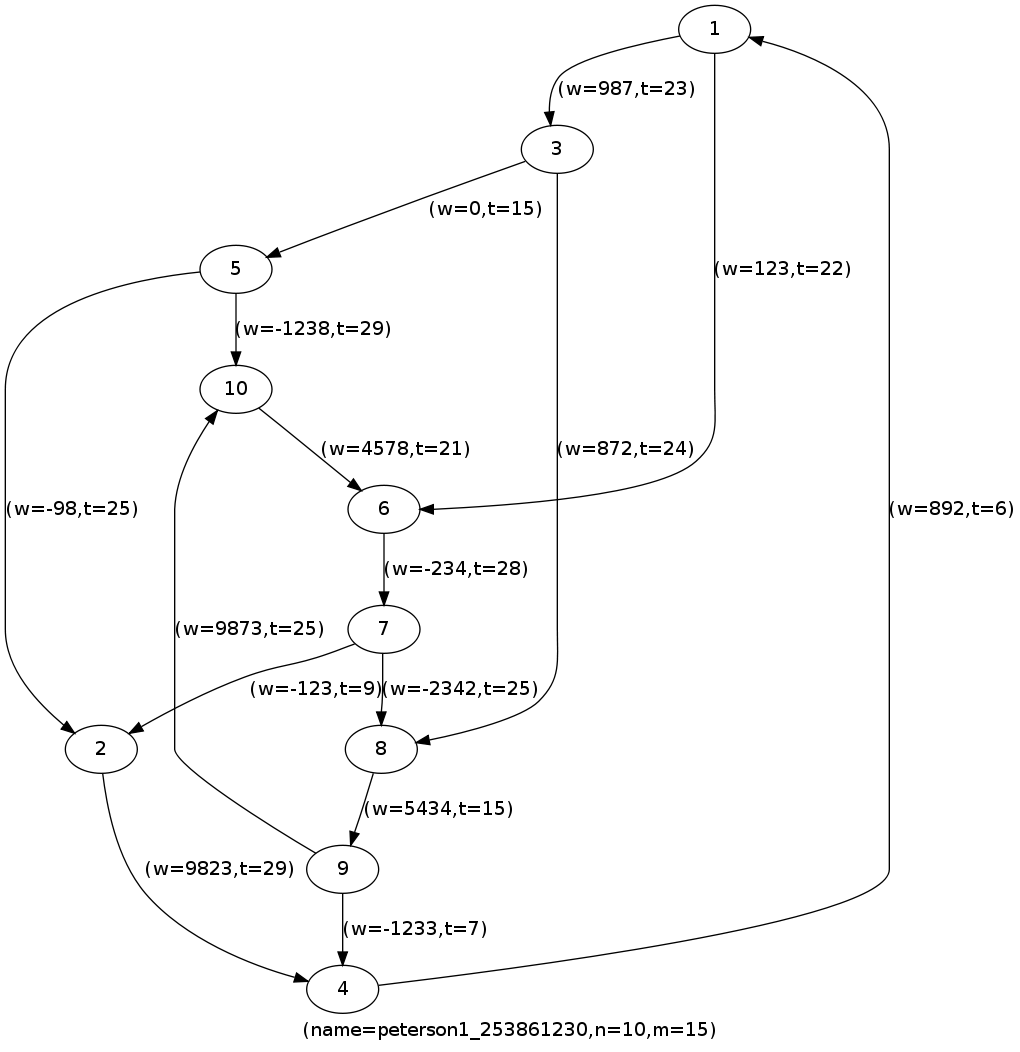 1
(w=987,t=23)
3
(w=0,t=15)
5
(w=123,t=22)
(w=-1238,t=29)
10
(w=4578,t=21)
(w=872,t=24)
6
(w=-98,t=25)
(w=892,t=6)
(w=-234,t=28)
(w=9873,t=25)
7
(w=-123,t=9)
(w=-2342,t=25)
2
8
(w=5434,t=15)
(w=9823,t=29)
9
(w=-1233,t=7)
4
(name=peterson1_253861230,n=10,m=15)